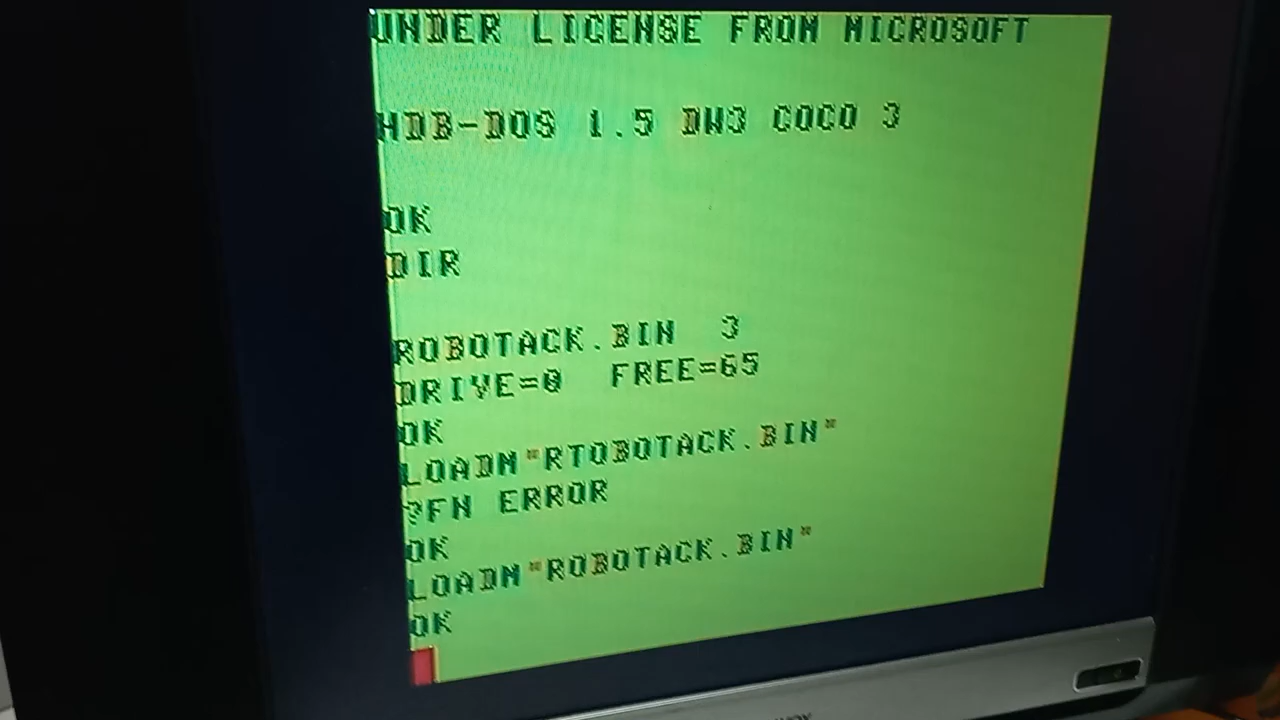 UNDER LICENSE FROM MICROSOFT
HDB-DOS 1.5 DW3 COCO 3
OK
DIR
ROBOTACK.BIN 3
DRIVE=0 FREE=65
OK
LOADM"RTOBOTACK.BIN"
?FN ERROR
OK
LOADM"ROBOTACK.BIN"
OK